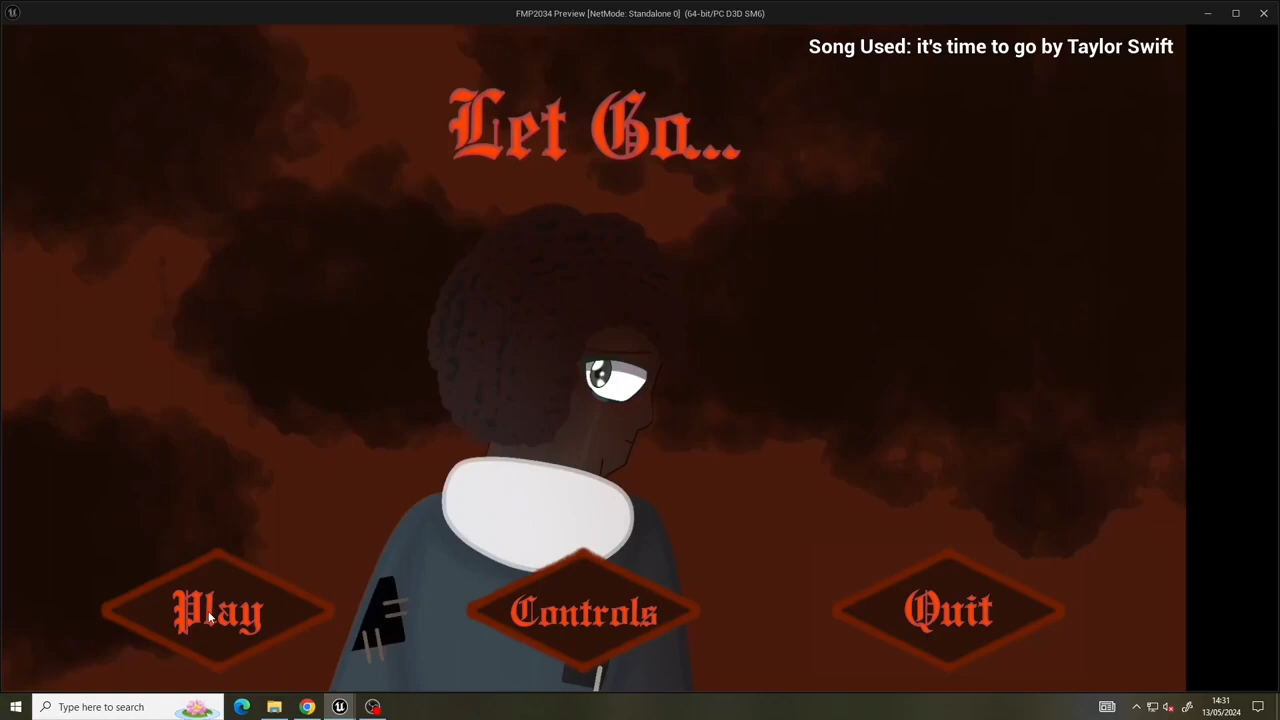 FMP2034 Preview [NetMode: Standalone 0] (64-bit/PC D3D SM6)
Song Used: it's time to go by Taylor Swift
Let Go...
Play
Controls
Quit
Type here to search
14:31
13/05/2024